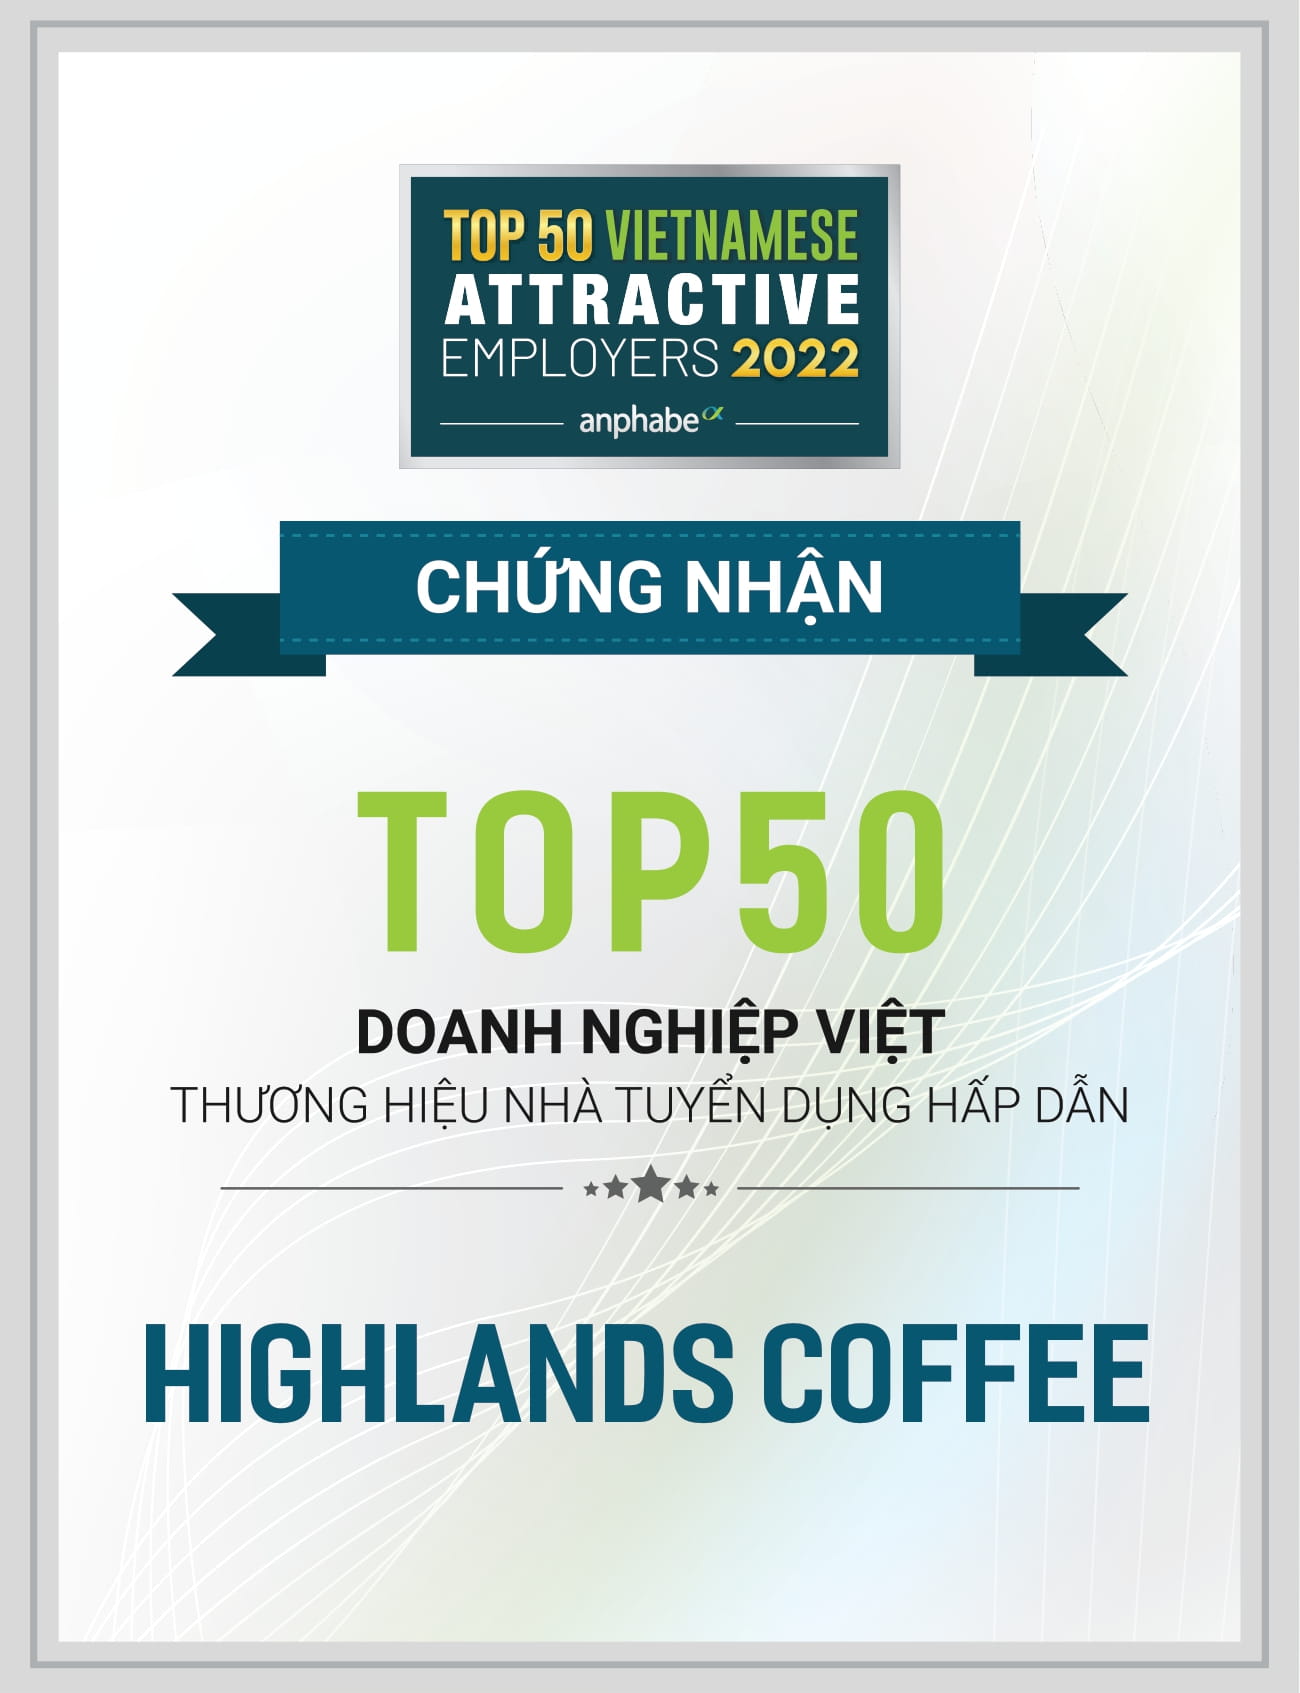 TOP 50 VIETNAMESE
ATTRACTIVE
EMPLOYERS 2022
anphabe
CHỨNG NHẬN
TOP50
DOANH NGHIỆP VIỆT
THƯƠNG HIỆU NHÀ TUYỂN DỤNG HẤP DẪN
HIGHLANDS COFFEE